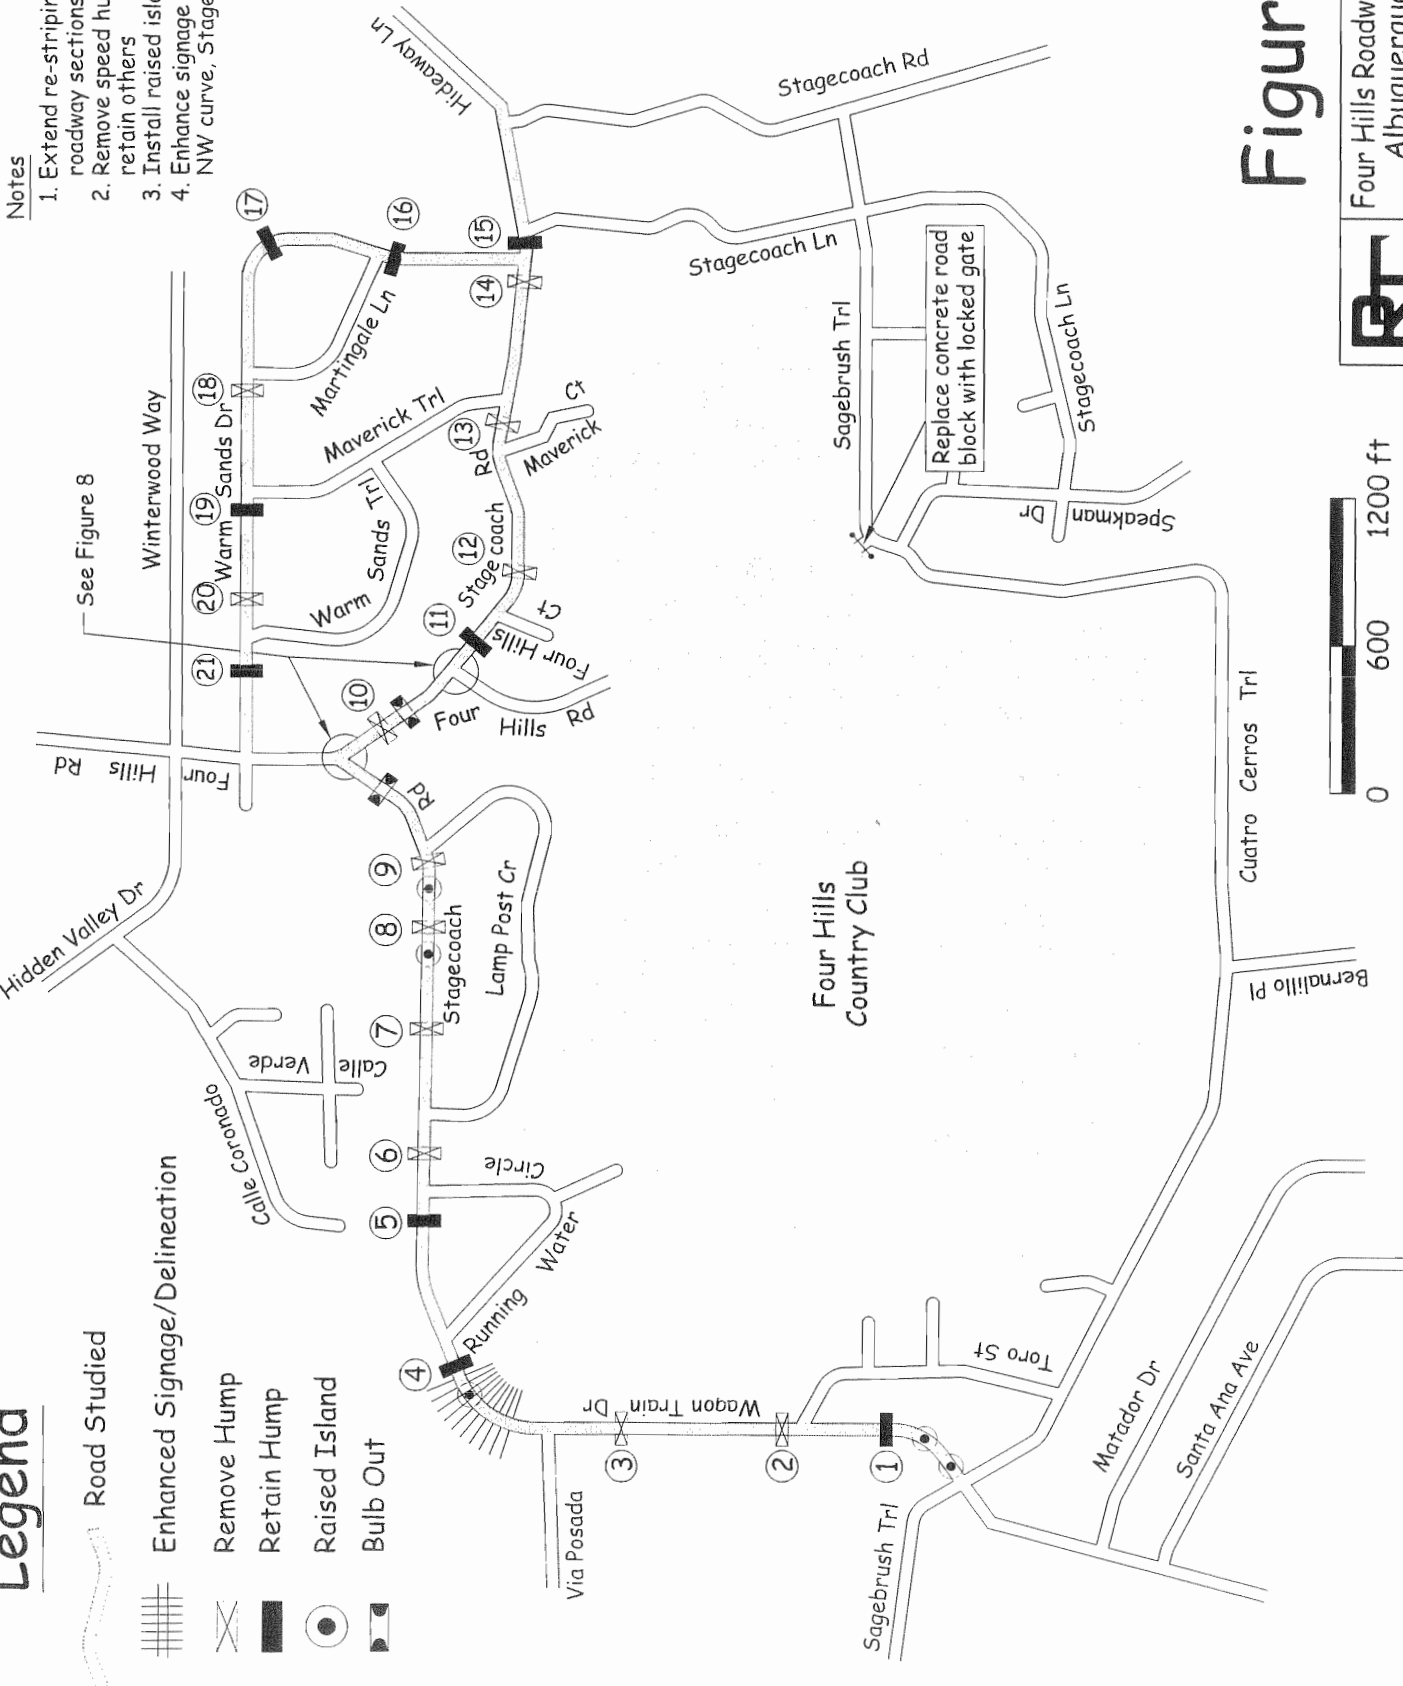 Legend
Road Studied
Enhanced Signage/Delineation
Remove Hump
Retain Hump
Raised Island
Bulb Out
Notes
1. Extend re-stripin
roadway sections
2. Remove speed hu
retain others
3. Install raised isla
4. Enhance signage
NW curve, Stage
See Figure 8
Hidden Valley Dr
Winterwood Way
Four Hills Rd
Calle Coronado
Calle Verde
Warm Sands Dr
Warm Sands Trl
Maverick Trl
Martingale Ln
Hideaway Ln
Stagecoach Rd
Stagecoach Rd
Four Hills Rd
Four Hills Ct
Maverick Ct
Stagecoach Rd
Stagecoach Ln
Stagecoach Ln
Lamp Post Cr
Running Water Circle
Via Posada
Wagon Train Dr
Toro St
Sagebrush Trl
Sagebrush Trl
Four Hills
Country Club
Replace concrete road
block with locked gate
Speakman Dr
Cuatro Cerros Trl
Bernalillo Pl
Matador Dr
Santa Ana Ave
1
2
3
4
5
6
7
8
9
10
11
12
13
14
15
16
17
18
19
20
21
0 600 1200 ft
Figur
Four Hills Roadw
Albuquerque